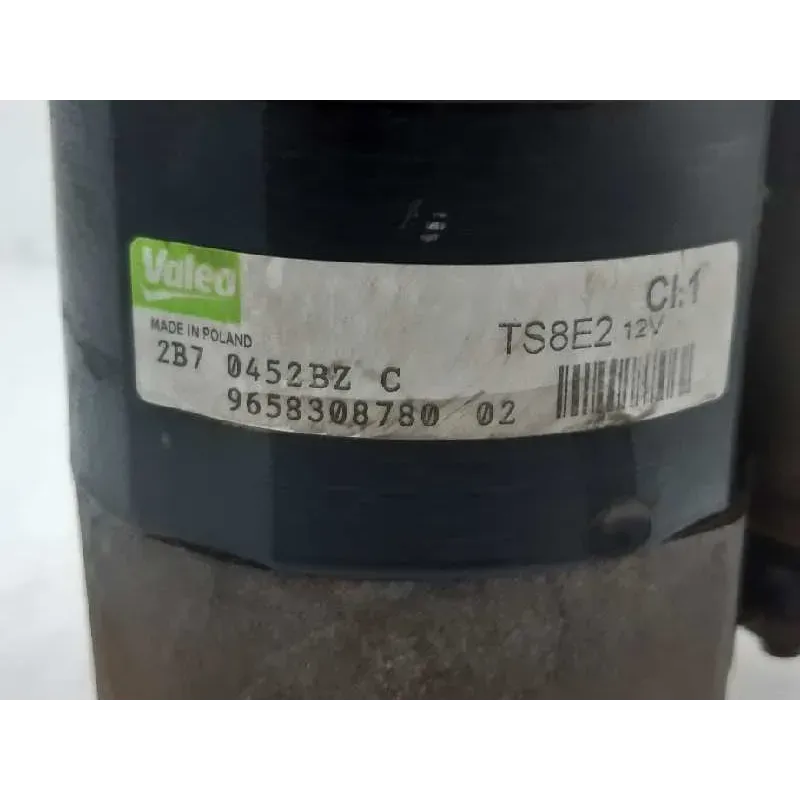 Valeo
MADE IN POLAND
CI:1
TS8E2 12V
2B7 0452BZ C
9658308780 02